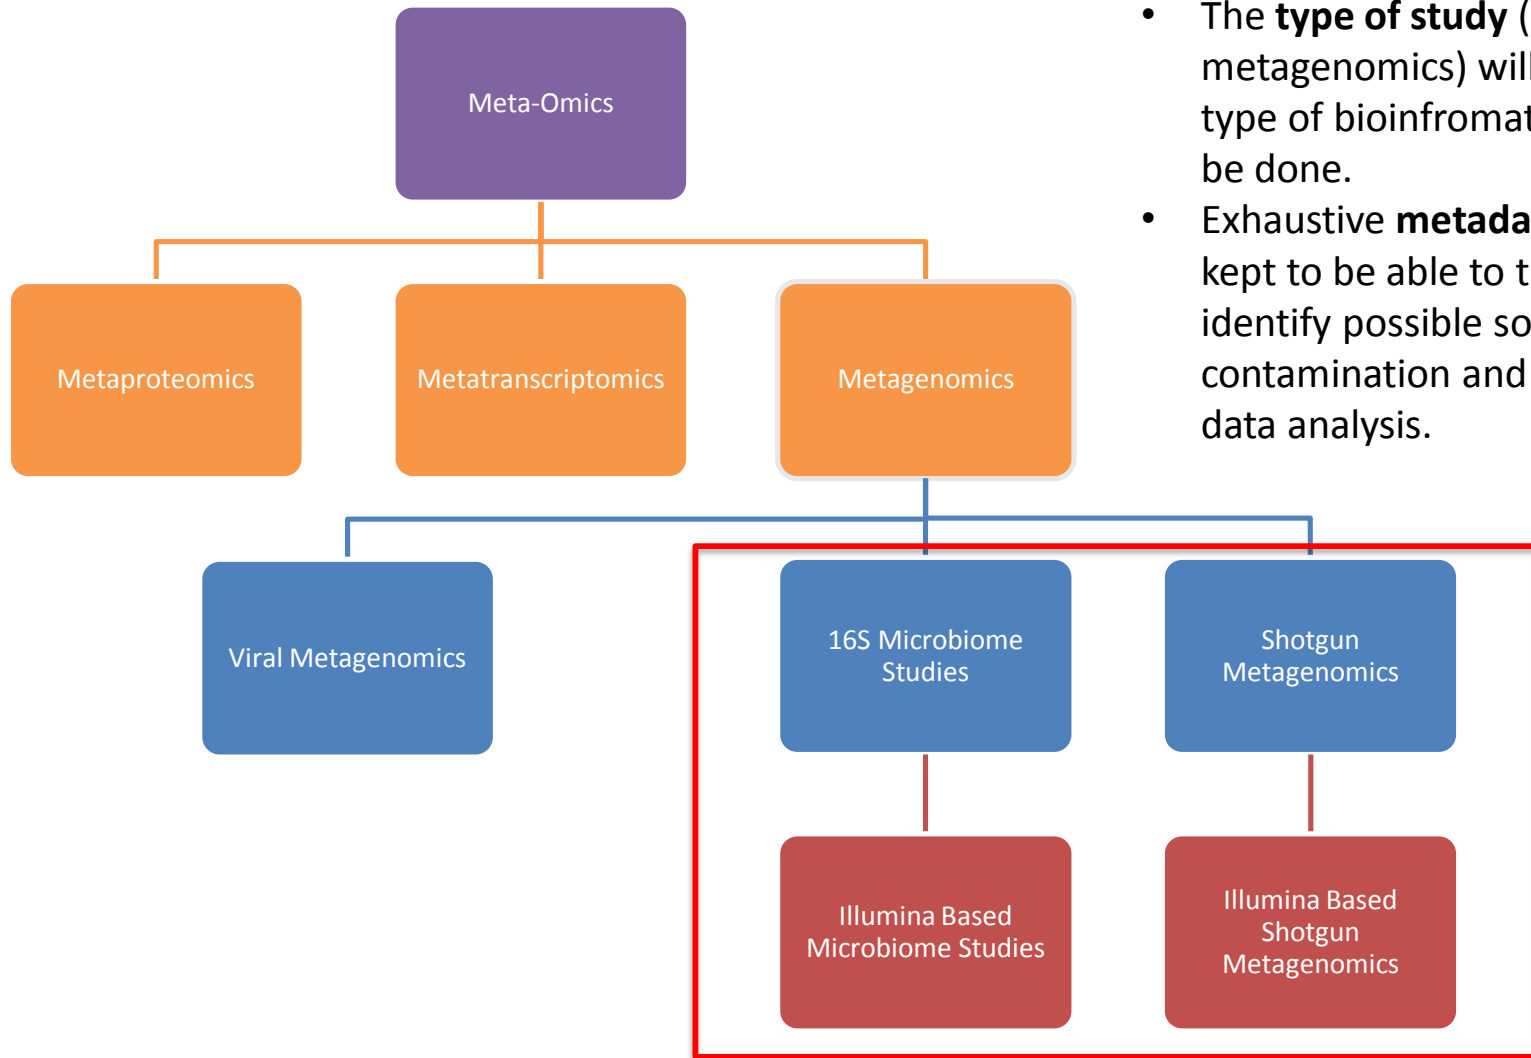 Meta-Omics
• The type of study (
metagenomics) will
type of bioinfromat
be done.
• Exhaustive metada
kept to be able to t
identify possible so
contamination and
data analysis.
Metaproteomics
Metatranscriptomics
Metagenomics
Viral Metagenomics
16S Microbiome
Studies
Shotgun
Metagenomics
Illumina Based
Microbiome Studies
Illumina Based
Shotgun
Metagenomics